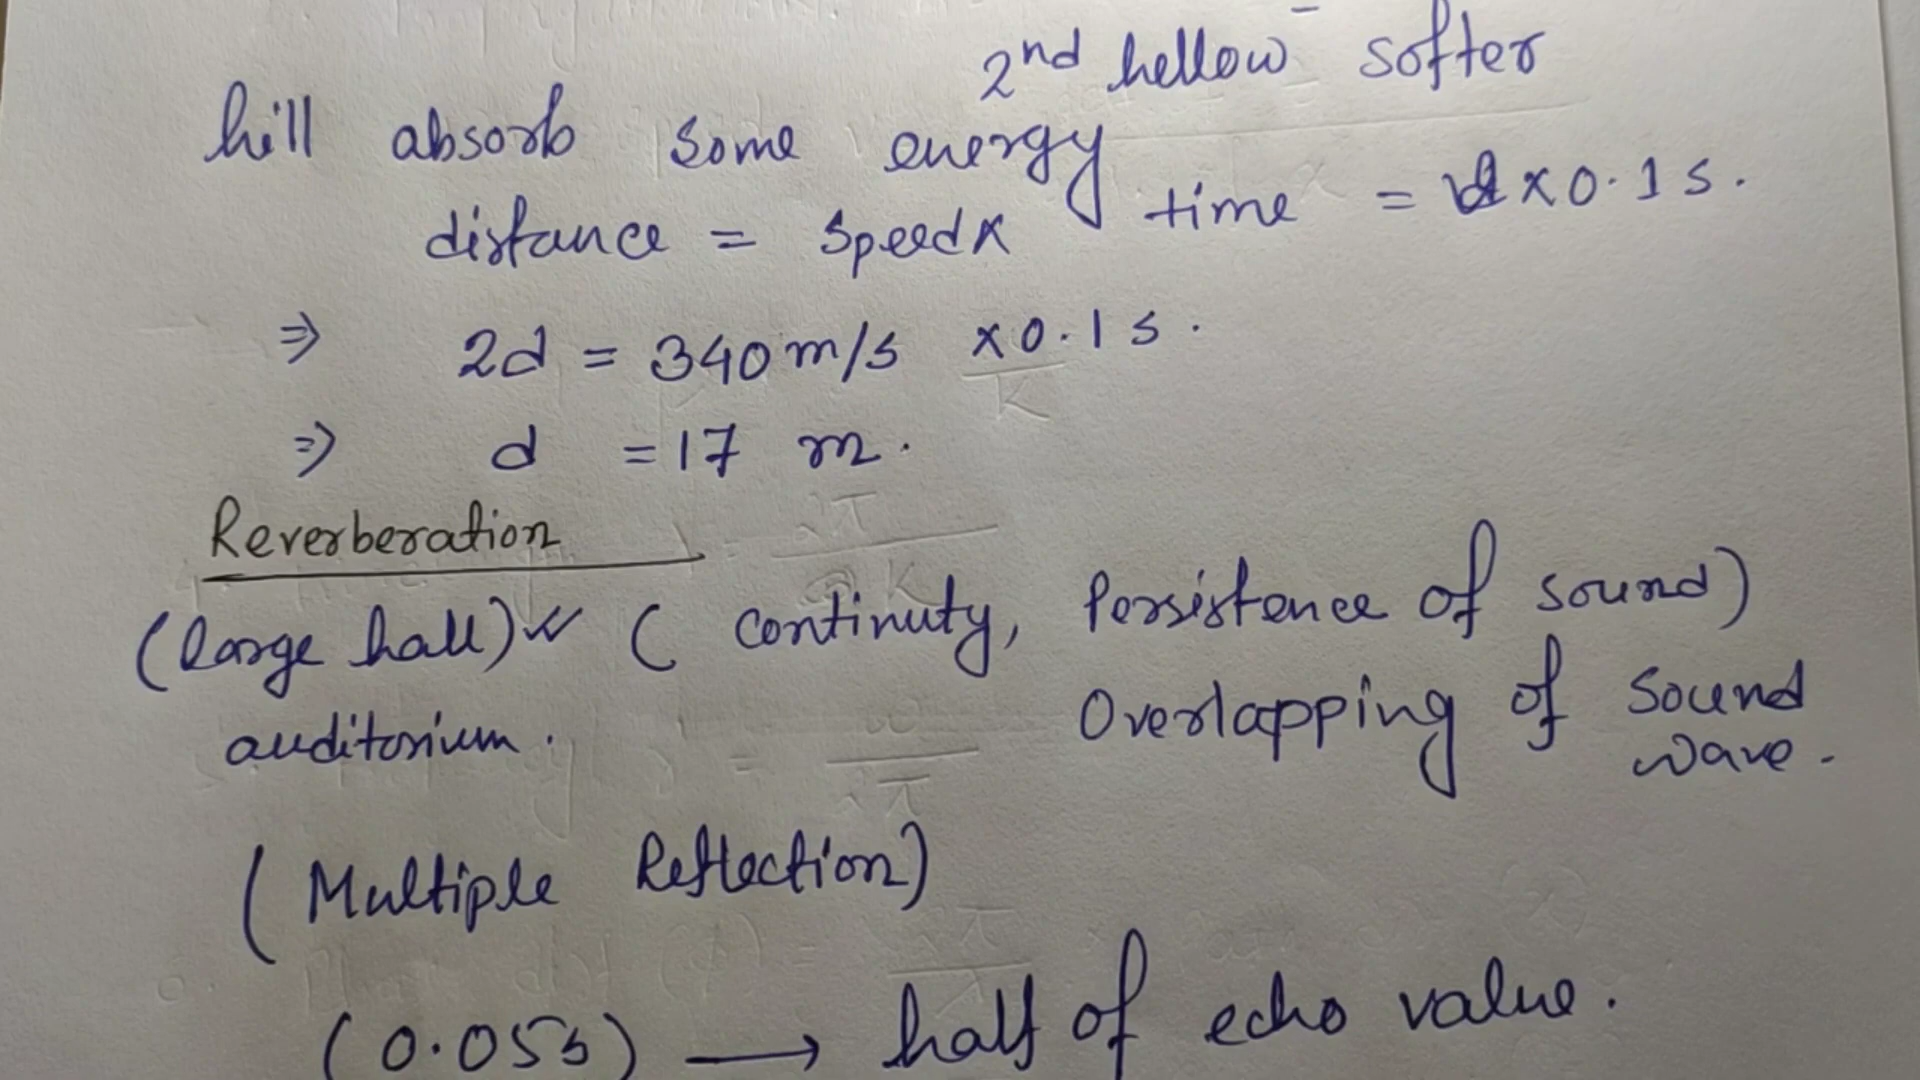 2nd hellow softer
hill absorb some energy
distance = speed x time = x 0.1 s.
⇒ 2d = 340 m/s x 0.1 s.
⇒ d = 17 m.
Reverberation
(large hall) ( continuty, Persistence of sound)
auditorium. Overlapping of sound
wave.
( Multiple Reflection)
(0.05s) → half of echo value.